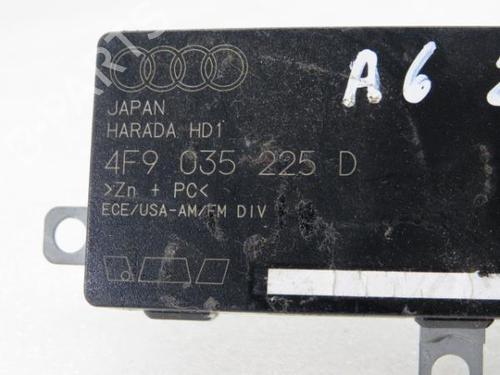 A6
JAPAN
HARADA HD1
4F9 035 225 D
>Zn + PC<
ECE/USA-AM/FM DIV